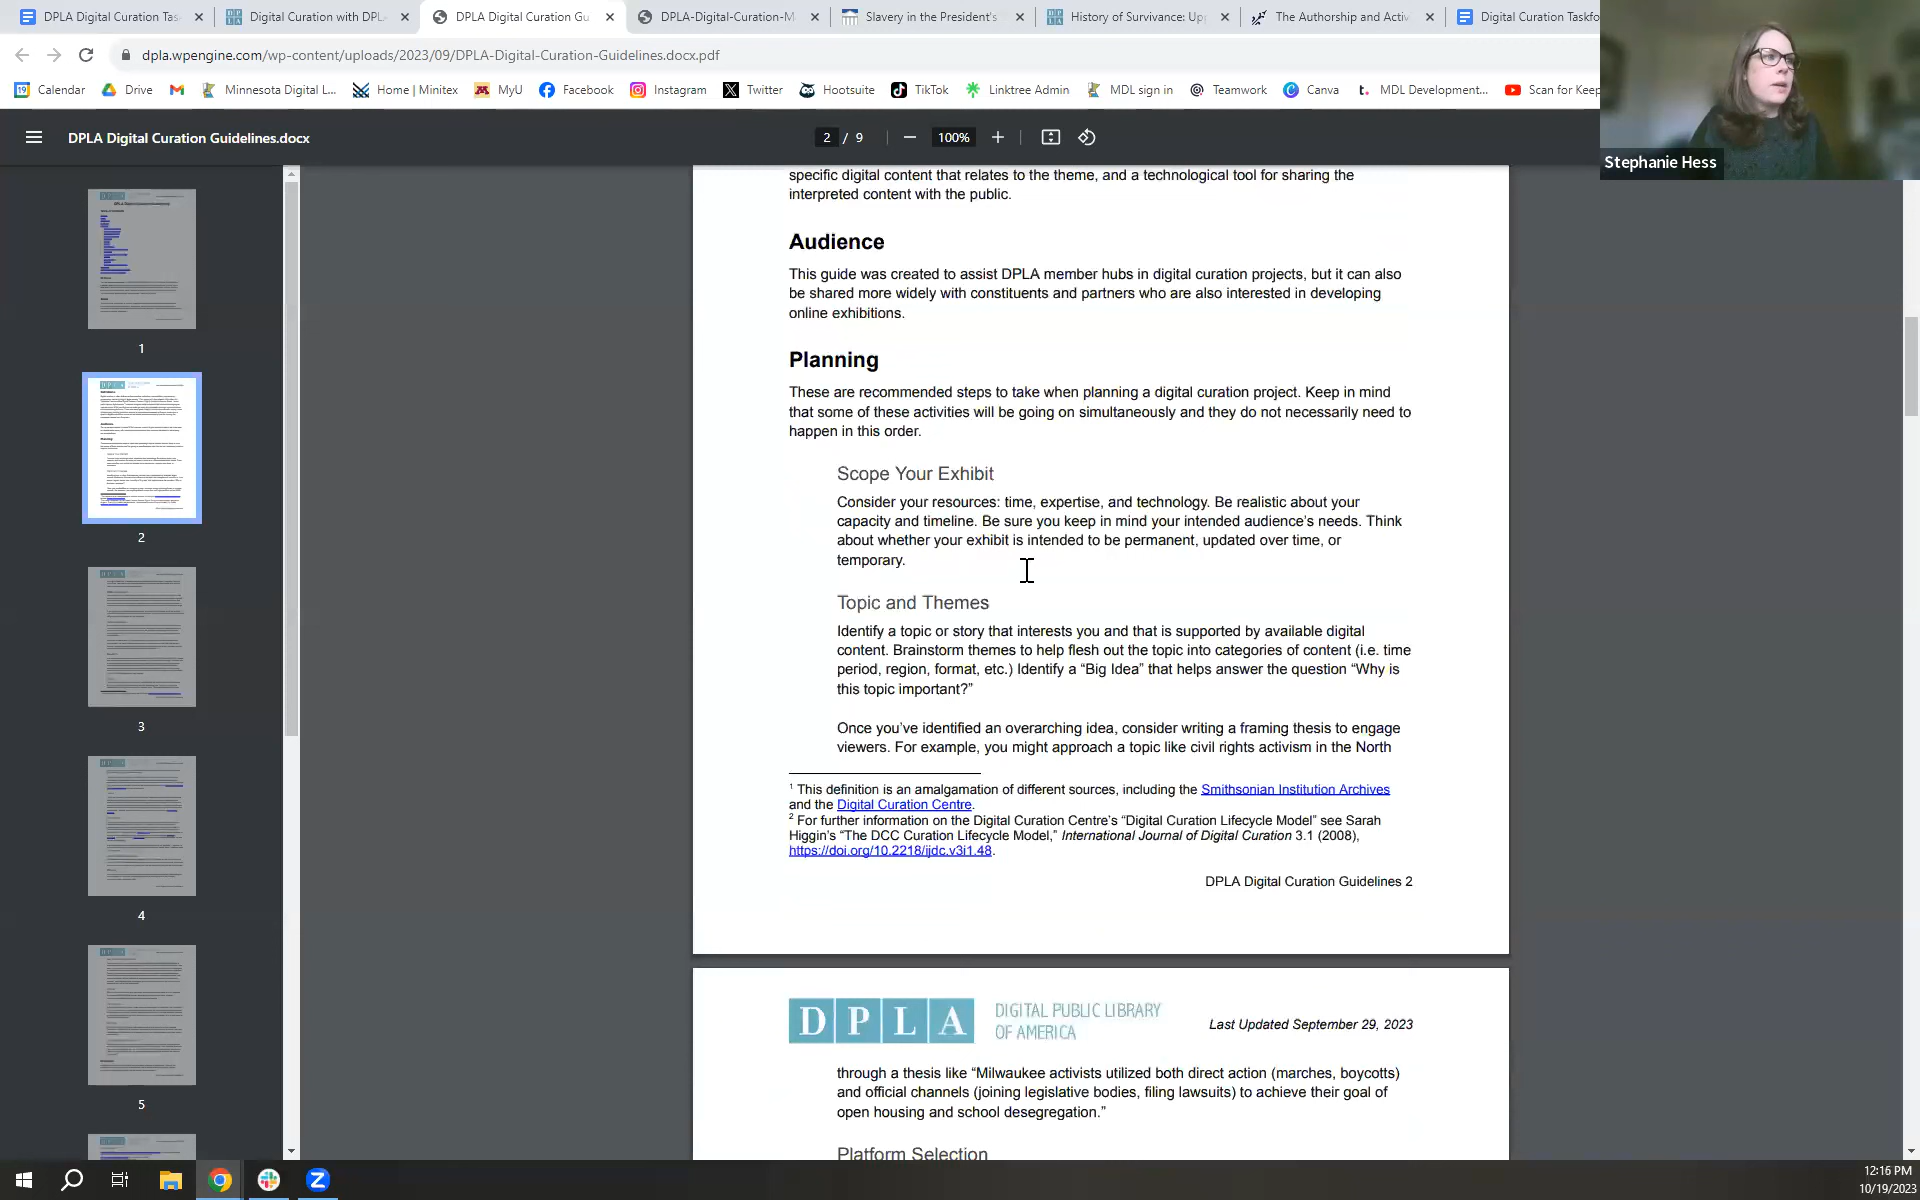 DPLA Digital Curation Tas
Digital Curation with DPL
DPLA Digital Curation Gu
DPLA-Digital-Curation-M
Slavery in the President's
History of Survivance: Up
The Authorship and Activ
Digital Curation Taskfo
dpla.wpengine.com/wp-content/uploads/2023/09/DPLA-Digital-Curation-Guidelines.docx.pdf
Calendar
Drive
Minnesota Digital L...
Home | Minitex
MyU
Facebook
Instagram
Twitter
Hootsuite
TikTok
Linktree Admin
MDL sign in
Teamwork
Canva
MDL Development...
Scan for Keep
Stephanie Hess
DPLA Digital Curation Guidelines.docx
2 / 9
100%
1
2
3
4
5
specific digital content that relates to the theme, and a technological tool for sharing the
interpreted content with the public.
Audience
This guide was created to assist DPLA member hubs in digital curation projects, but it can also
be shared more widely with constituents and partners who are also interested in developing
online exhibitions.
Planning
These are recommended steps to take when planning a digital curation project. Keep in mind
that some of these activities will be going on simultaneously and they do not necessarily need to
happen in this order.
Scope Your Exhibit
Consider your resources: time, expertise, and technology. Be realistic about your
capacity and timeline. Be sure you keep in mind your intended audience's needs. Think
about whether your exhibit is intended to be permanent, updated over time, or
temporary.
Topic and Themes
Identify a topic or story that interests you and that is supported by available digital
content. Brainstorm themes to help flesh out the topic into categories of content (i.e. time
period, region, format, etc.) Identify a “Big Idea” that helps answer the question “Why is
this topic important?”
Once you've identified an overarching idea, consider writing a framing thesis to engage
viewers. For example, you might approach a topic like civil rights activism in the North
1 This definition is an amalgamation of different sources, including the Smithsonian Institution Archives
and the Digital Curation Centre.
2 For further information on the Digital Curation Centre's “Digital Curation Lifecycle Model” see Sarah
Higgin's “The DCC Curation Lifecycle Model,” International Journal of Digital Curation 3.1 (2008),
https://doi.org/10.2218/ijdc.v3i1.48.
DPLA Digital Curation Guidelines 2
DPLA
DIGITAL PUBLIC LIBRARY
OF AMERICA
Last Updated September 29, 2023
through a thesis like “Milwaukee activists utilized both direct action (marches, boycotts)
and official channels (joining legislative bodies, filing lawsuits) to achieve their goal of
open housing and school desegregation.”
Platform Selection
12:16 PM
10/19/2023